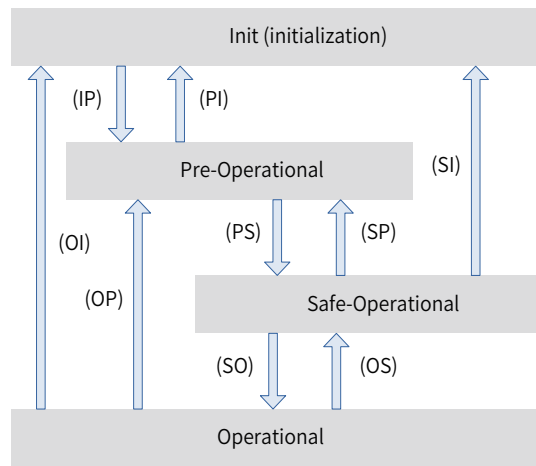 Init (initialization)
(IP)
(PI)
Pre-Operational
(SI)
(PS)
(SP)
(OI)
(OP)
Safe-Operational
(SO)
(OS)
Operational